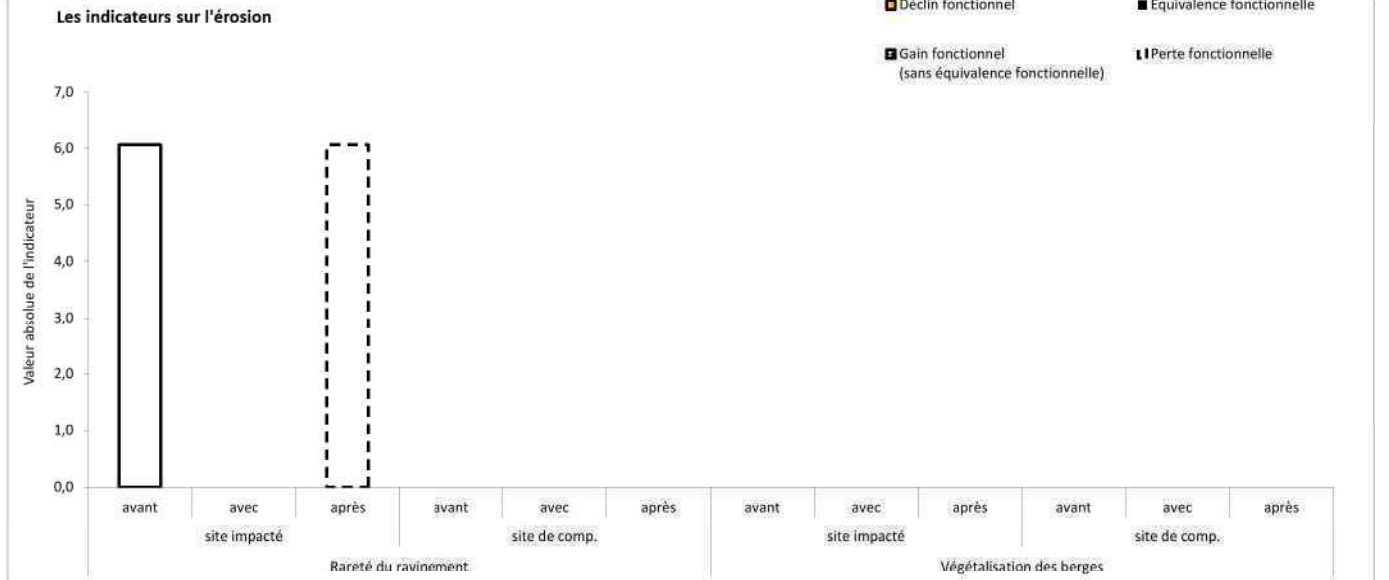 Déclin fonctionnel Equivalence fonctionnelle
Les indicateurs sur l'érosion
Gain fonctionnel Perte fonctionnelle
(sans équivalence fonctionnelle)
Valeur absolue de l'indicateur
7,0
6,0
5,0
4,0
3,0
2,0
1,0
0,0
avant avec après avant avec après avant avec après avant avec après
site impacté site de comp. site impacté site de comp.
Rareté du ravinement Végétalisation des berges